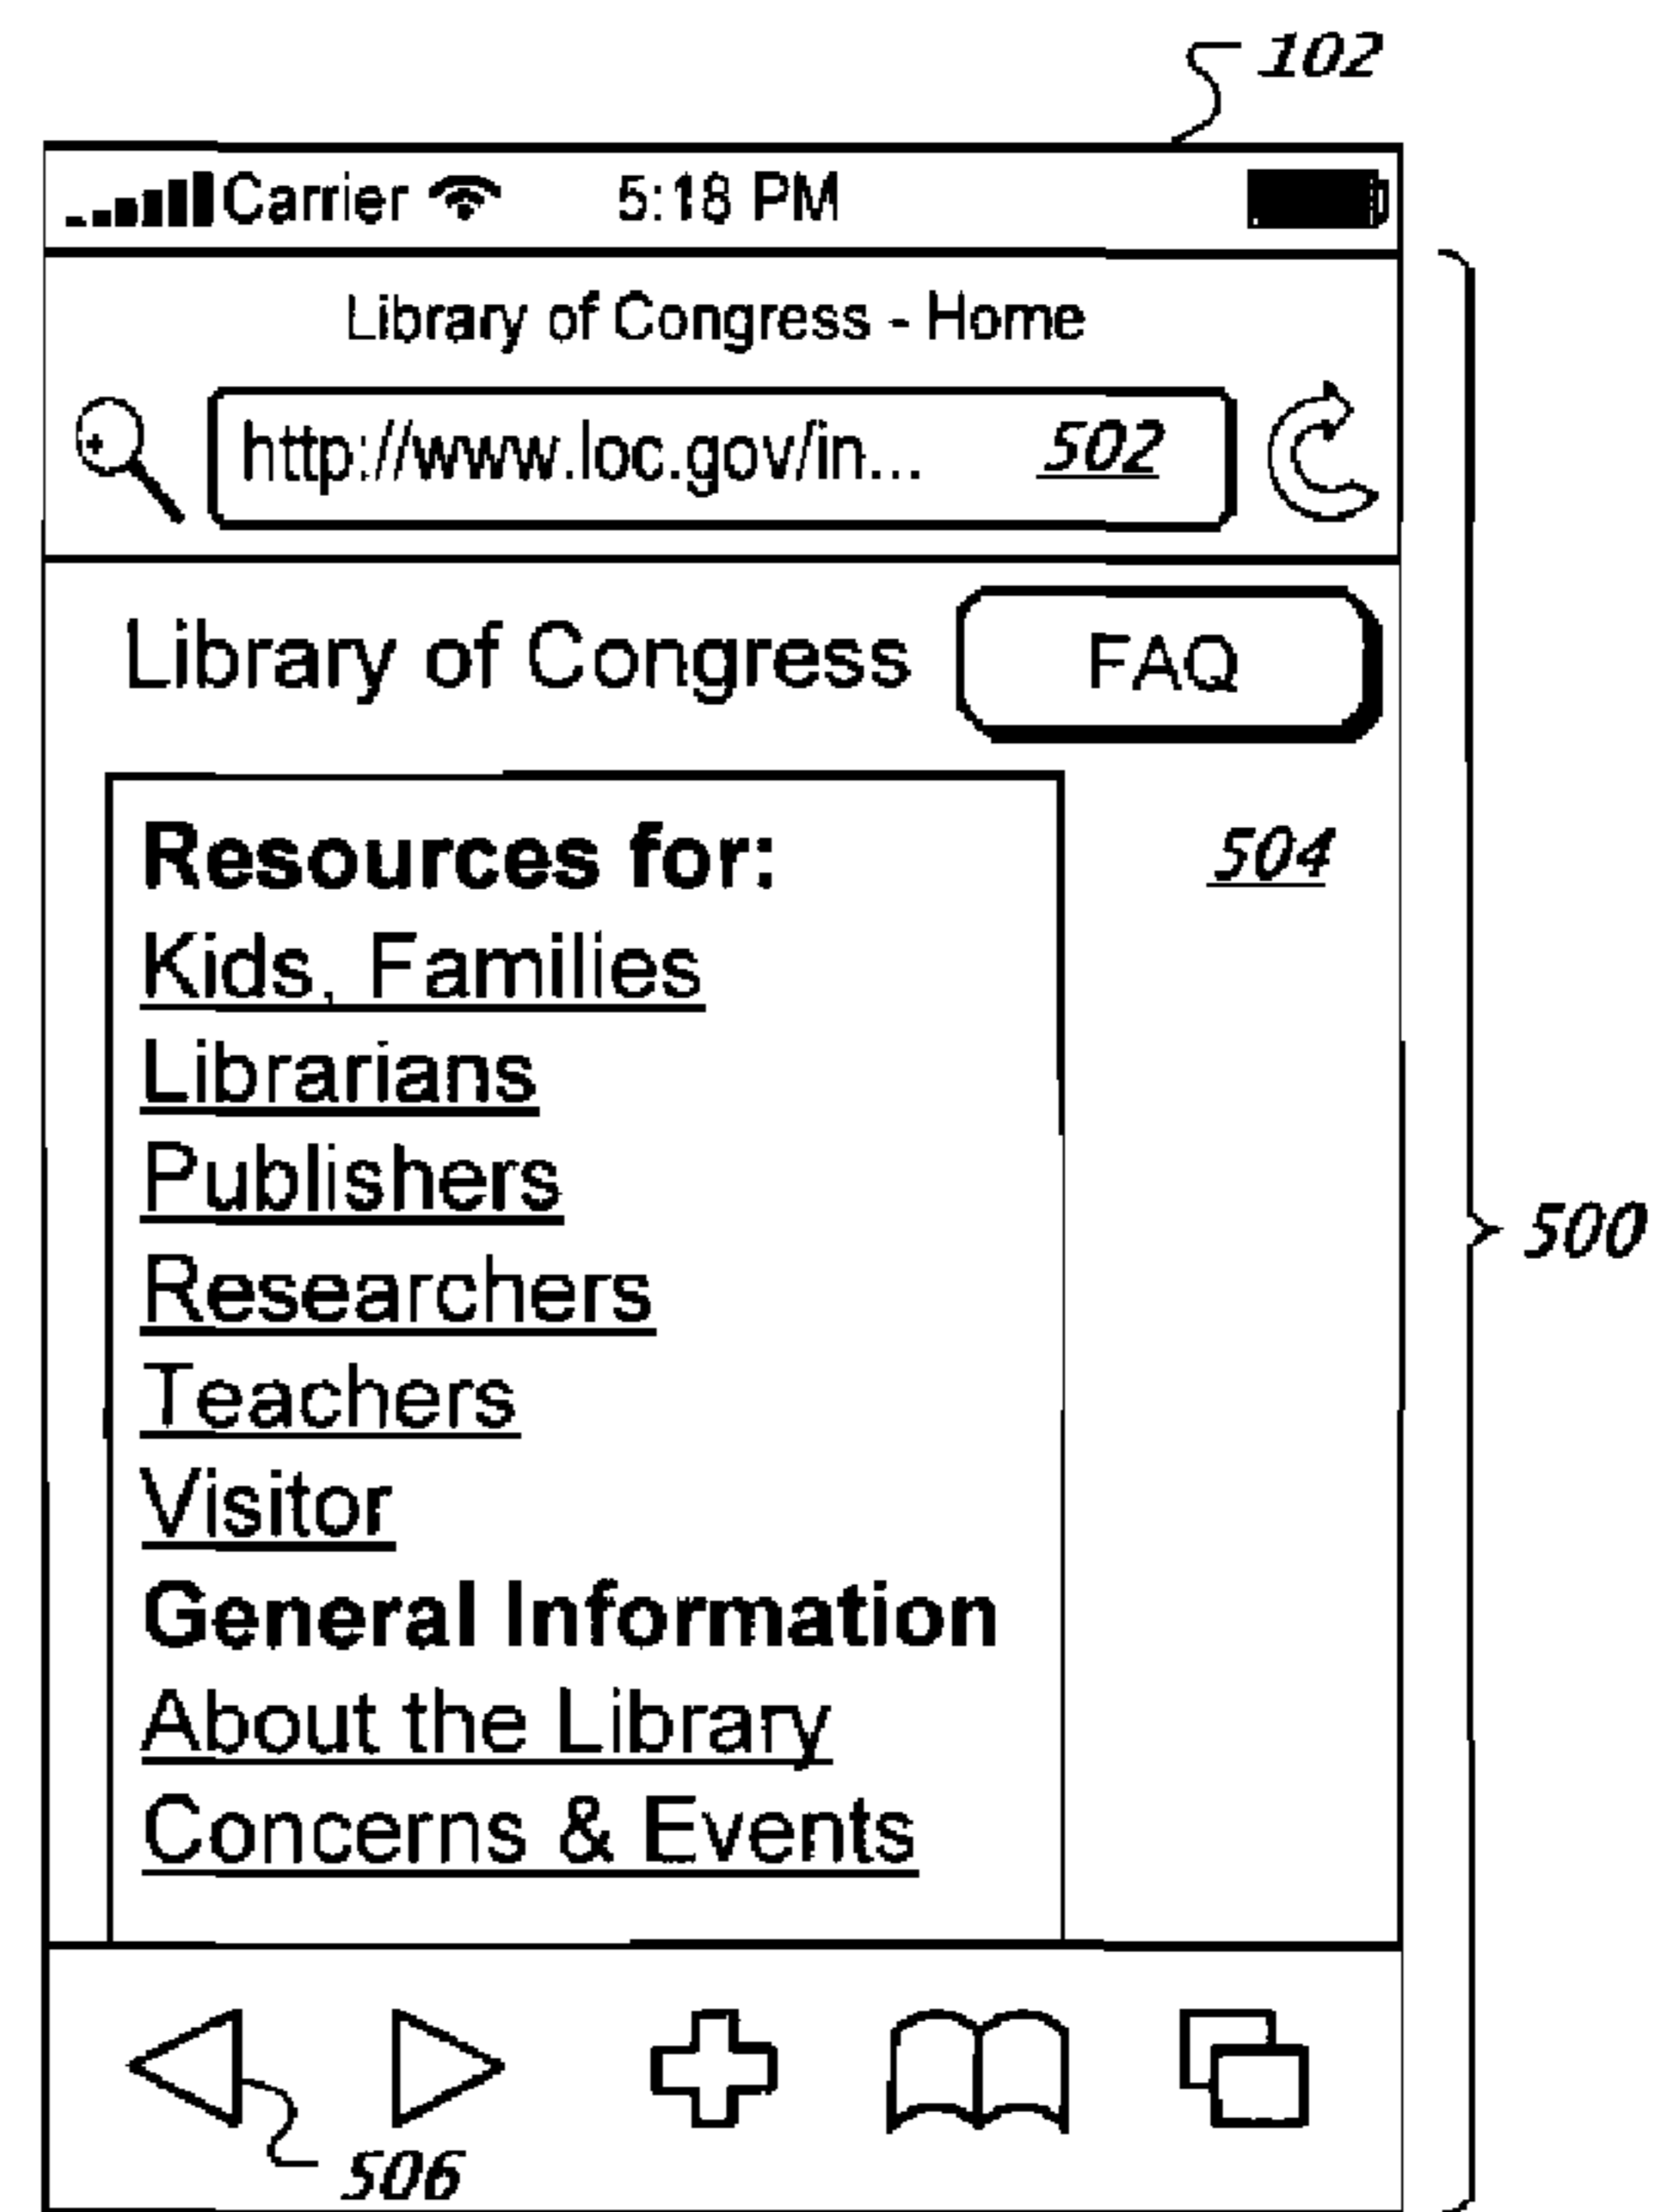 102
Carrier 5:18 PM
Library of Congress - Home
http://www.loc.gov/in... 502
Library of Congress FAQ
Resources for:
504
Kids, Families
Librarians
Publishers
Researchers
500
Teachers
Visitor
General Information
About the Library
Concerns & Events
506